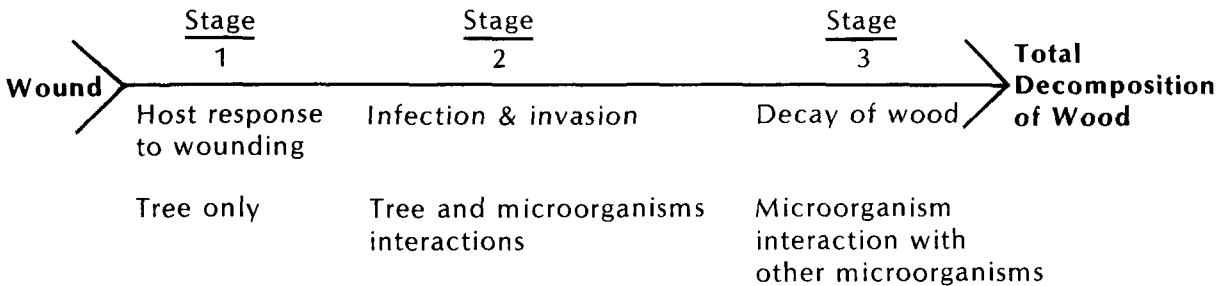 Stage
1
Stage
2
Stage
3
Wound
Total
Decomposition
of Wood
Host response
to wounding
Infection & invasion
Decay of wood
Tree only
Tree and microorganisms
interactions
Microorganism
interaction with
other microorganisms